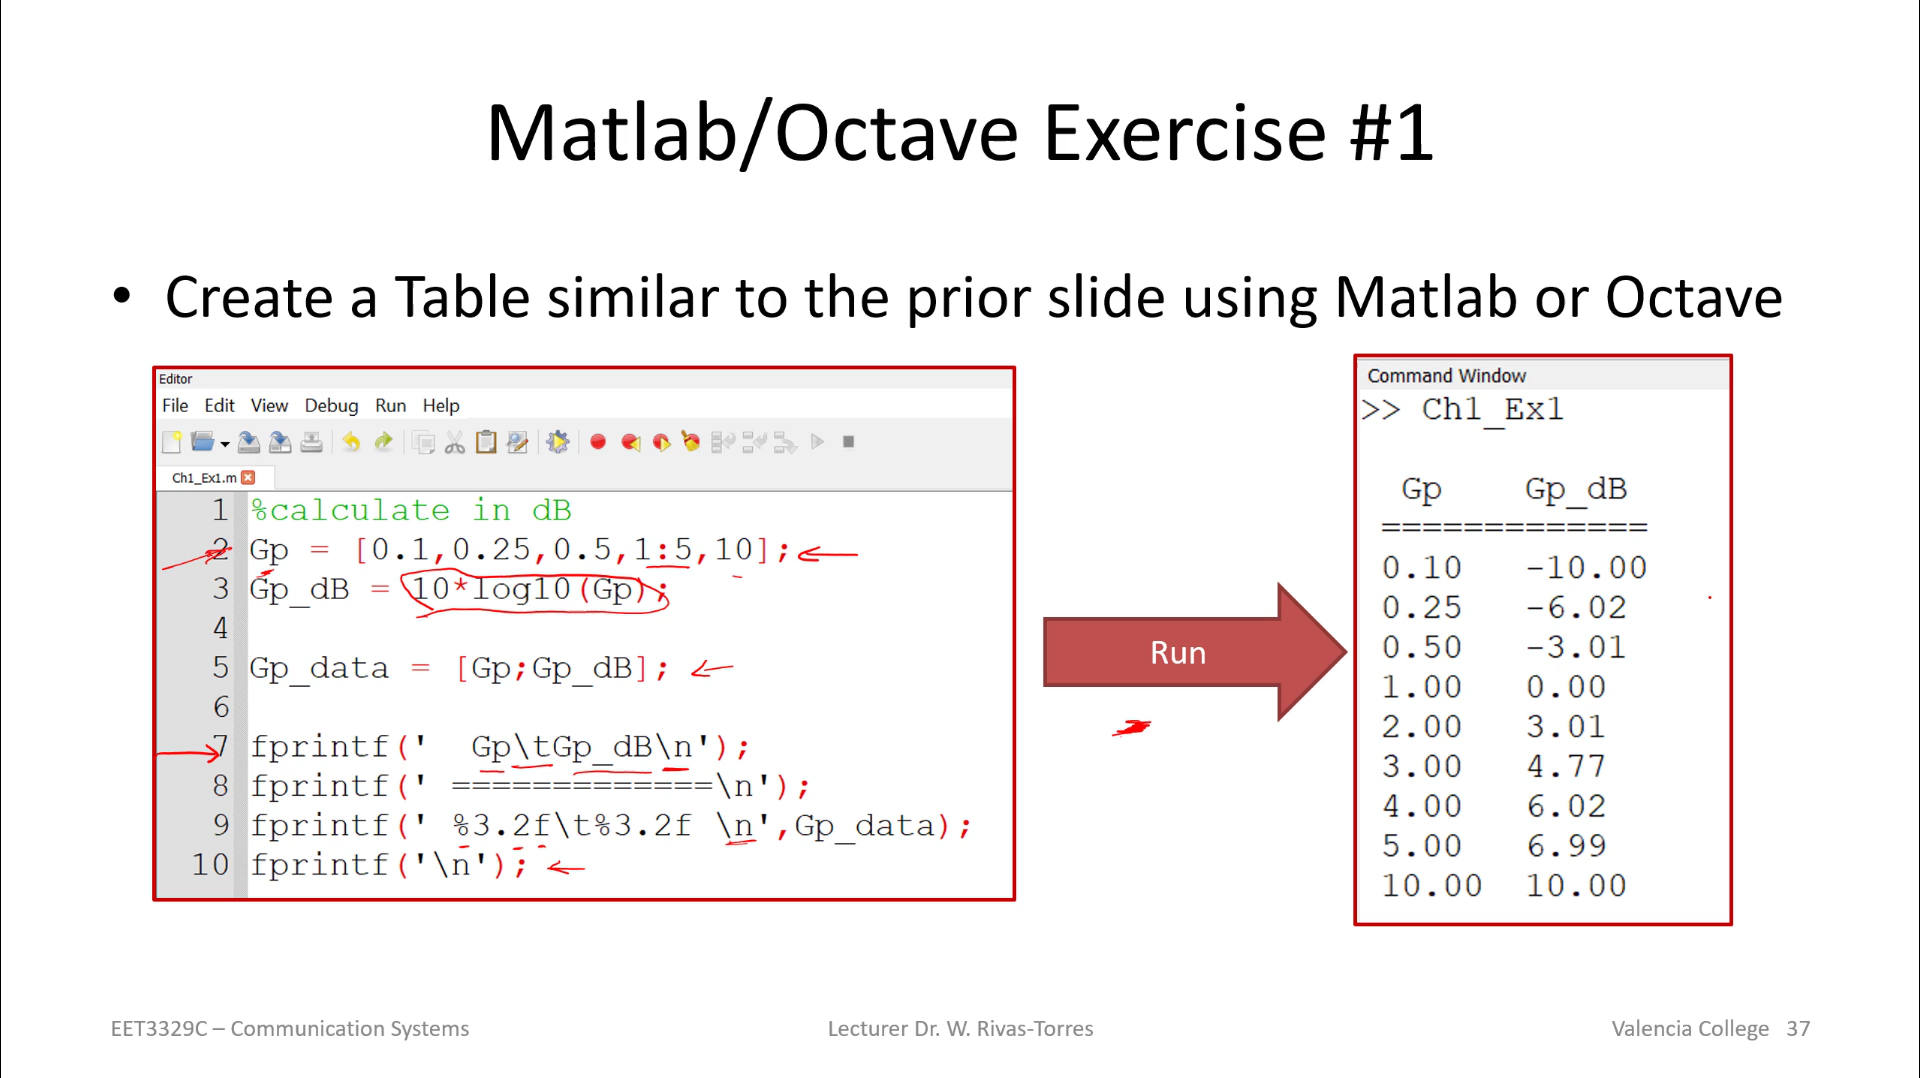 Matlab/Octave Exercise #1
• Create a Table similar to the prior slide using Matlab or Octave
Editor
File Edit View Debug Run Help
Ch1_Ex1.m
1 %calculate in dB
2 Gp = [0.1,0.25,0.5,1:5,10];
3 Gp_dB = 10*log10(Gp);
4
5 Gp_data = [Gp;Gp_dB];
6
7 fprintf('  Gp\tGp_dB\n');
8 fprintf(' =============\n');
9 fprintf(' %3.2f\t%3.2f \n',Gp_data);
10 fprintf('\n');
Run
Command Window
>> Ch1_Ex1
Gp Gp_dB
=============
0.10 -10.00
0.25 -6.02
0.50 -3.01
1.00 0.00
2.00 3.01
3.00 4.77
4.00 6.02
5.00 6.99
10.00 10.00
EET3329C – Communication Systems
Lecturer Dr. W. Rivas-Torres
Valencia College 37